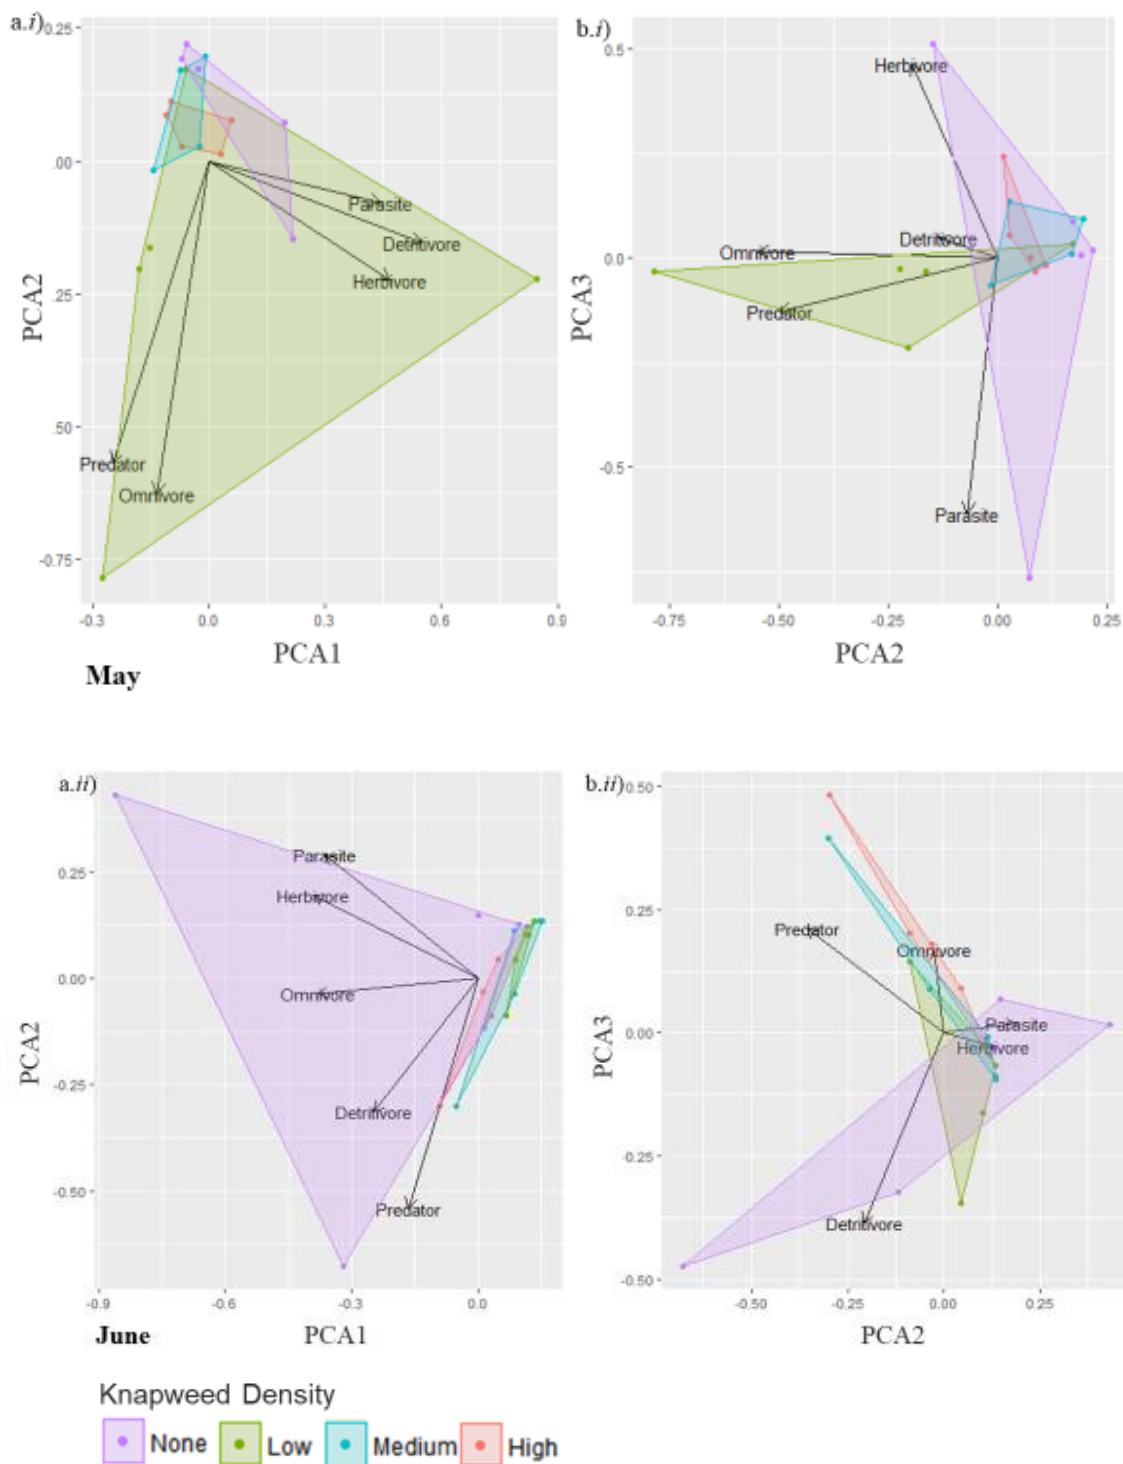 a.i)
b.i)
0.25
.00
.25
.50
-0.75
PCA2
Parasite
Detritivore
Herbivore
Predator
Omnivore
-0.3 0.0 0.3 0.6 0.9
PCA1
May
0.5
0.0
-0.5
PCA3
Herbivore
Detritivore
Omnivore
Predator
Parasite
-0.75 -0.50 -0.25 0.00 0.25
PCA2
a.ii)
b.ii)
0.25
0.00
-0.25
-0.50
PCA2
Parasite
Herbivore
Omnivore
Detritivore
Predator
-0.9 -0.6 -0.3 0.0
PCA1
June
0.50
0.25
0.00
-0.25
-0.50
PCA3
Predator
Omnivore
Parasite
Herbivore
Detritivore
-0.50 -0.25 0.00 0.25
PCA2
Knapweed Density
None Low Medium High